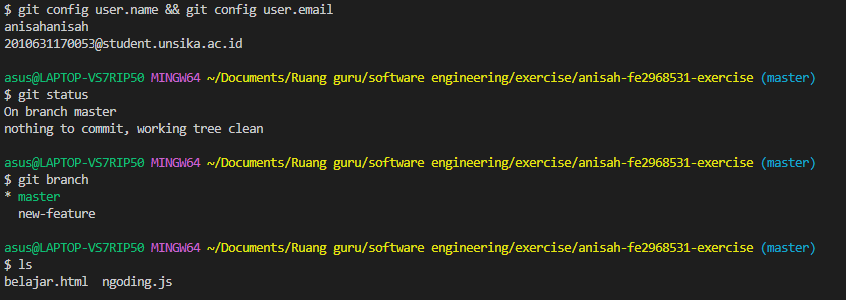 $ git config user.name && git config user.email
anisahanisah
2010631170053@student.unsika.ac.id
asus@LAPTOP-VS7RIP50 MINGW64 ~/Documents/Ruang guru/software engineering/exercise/anisah-fe2968531-exercise (master)
$ git status
On branch master
nothing to commit, working tree clean
asus@LAPTOP-VS7RIP50 MINGW64 ~/Documents/Ruang guru/software engineering/exercise/anisah-fe2968531-exercise (master)
$ git branch
* master
  new-feature
asus@LAPTOP-VS7RIP50 MINGW64 ~/Documents/Ruang guru/software engineering/exercise/anisah-fe2968531-exercise (master)
$ ls
belajar.html  ngoding.js